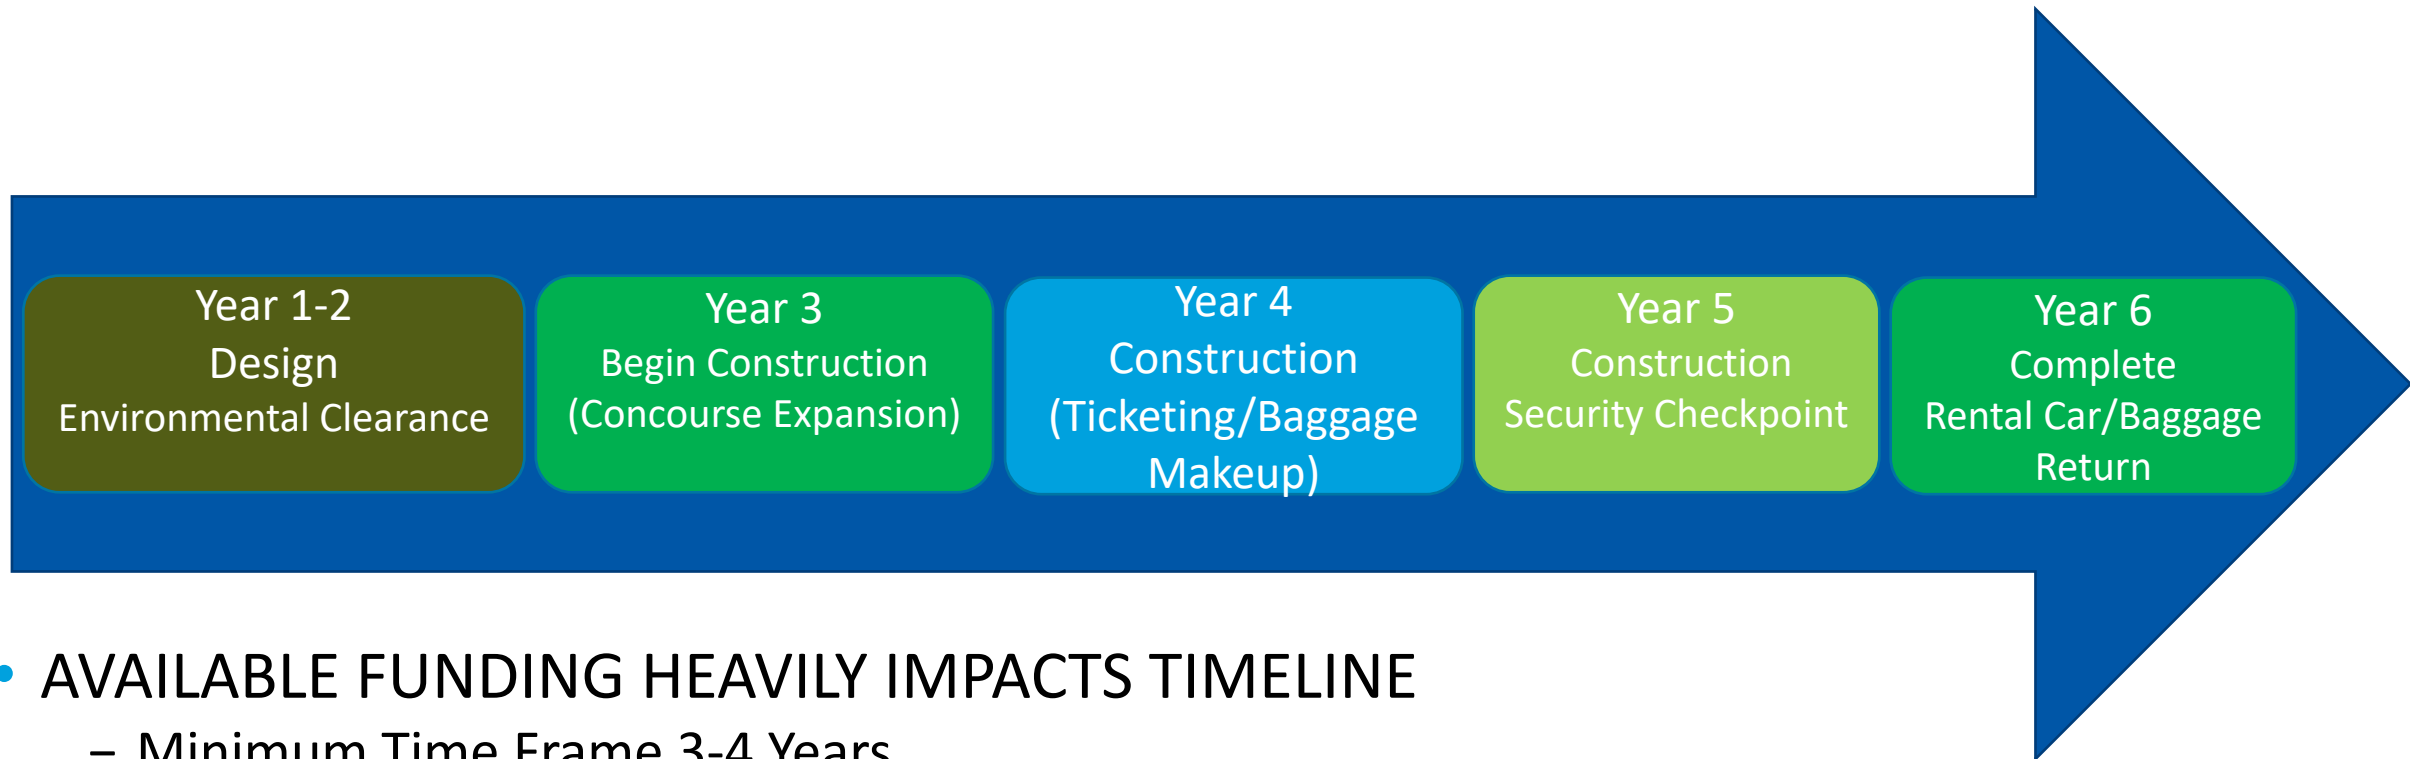 Year 1-2
Design
Environmental Clearance
Year 3
Begin Construction
(Concourse Expansion)
Year 4
Construction
(Ticketing/Baggage
Makeup)
Year 5
Construction
Security Checkpoint
Year 6
Complete
Rental Car/Baggage
Return
• AVAILABLE FUNDING HEAVILY IMPACTS TIMELINE
– Minimum Time Frame 3-4 Years